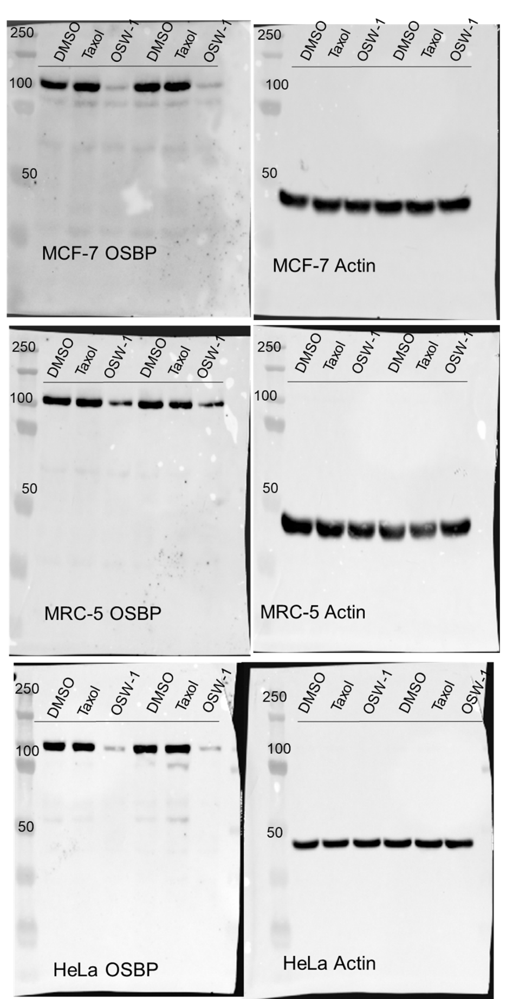 250 DMSO Taxol OSW-1 DMSO Taxol OSW-1
100
50
MCF-7 OSBP
250 DMSO Taxol OSW-1 DMSO Taxol OSW-1
100
50
MCF-7 Actin
250 DMSO Taxol OSW-1 DMSO Taxol OSW-1
100
50
MRC-5 OSBP
250 DMSO Taxol OSW-1 DMSO Taxol OSW-1
100
50
MRC-5 Actin
250 DMSO Taxol OSW-1 DMSO Taxol OSW-1
100
50
HeLa OSBP
250 DMSO Taxol OSW-1 DMSO Taxol OSW-1
100
50
HeLa Actin